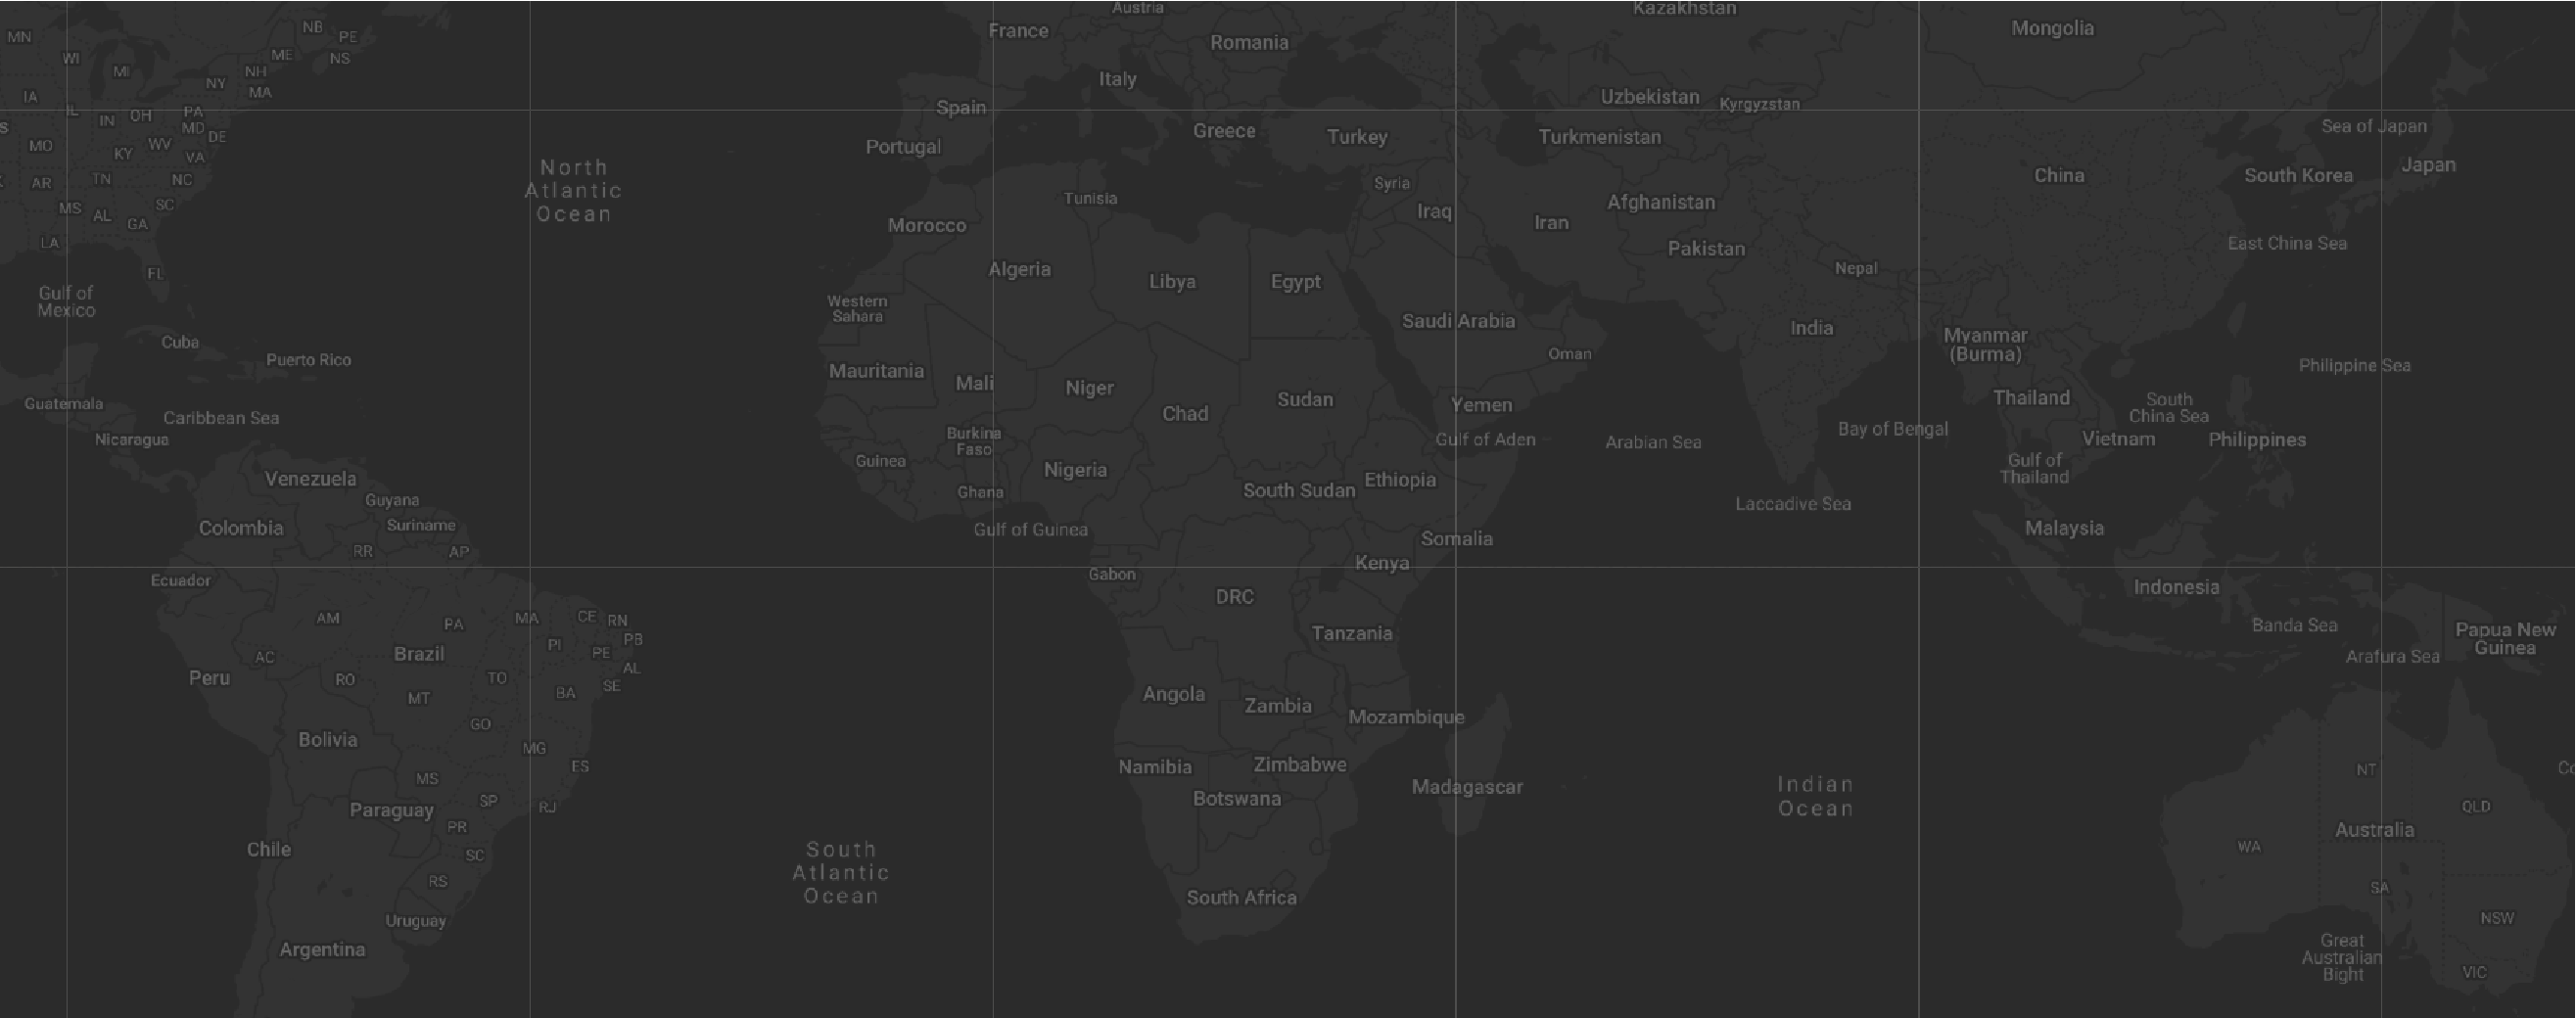 Austria
Kazakhstan
NB
PE
MN
France
Romania
Mongolia
ME
NS
WI
MI
NH
Italy
NY
MA
IA
IL
Spain
Uzbekistan
Kyrgyzstan
IN
OH
PA
MD
DE
Greece
Turkey
Turkmenistan
Sea of Japan
S
MO
KY
WV
VA
Portugal
Japan
North
Atlantic
Ocean
China
South Korea
AR
TN
NC
Syria
Tunisia
Afghanistan
MS
AL
SC
GA
Morocco
Iraq
Iran
LA
Pakistan
East China Sea
FL
Algeria
Libya
Egypt
Nepal
Gulf of
Mexico
Western
Sahara
Saudi Arabia
India
Myanmar
(Burma)
Cuba
Puerto Rico
Oman
Philippine Sea
Mauritania
Mali
Niger
Sudan
Yemen
Thailand
South
China Sea
Guatemala
Caribbean Sea
Chad
Nicaragua
Burkina
Faso
Gulf of Aden
Arabian Sea
Bay of Bengal
Vietnam
Philippines
Guinea
Nigeria
Gulf of
Thailand
Venezuela
Ghana
South Sudan
Ethiopia
Guyana
Laccadive Sea
Colombia
Suriname
Gulf of Guinea
Somalia
Malaysia
RR
AP
Kenya
Ecuador
Gabon
Indonesia
DRC
AM
PA
MA
CE
RN
Banda Sea
Papua New
Guinea
PI
PB
Tanzania
AC
Brazil
PE
AL
Arafura Sea
Peru
RO
TO
SE
MT
BA
Angola
Zambia
Mozambique
GO
Bolivia
MG
ES
Namibia
Zimbabwe
NT
Co
MS
Madagascar
Indian
Ocean
Paraguay
SP
RJ
Botswana
QLD
PR
Australia
Chile
SC
South
Atlantic
Ocean
WA
RS
SA
South Africa
Uruguay
NSW
Argentina
Great
Australian
Bight
VIC